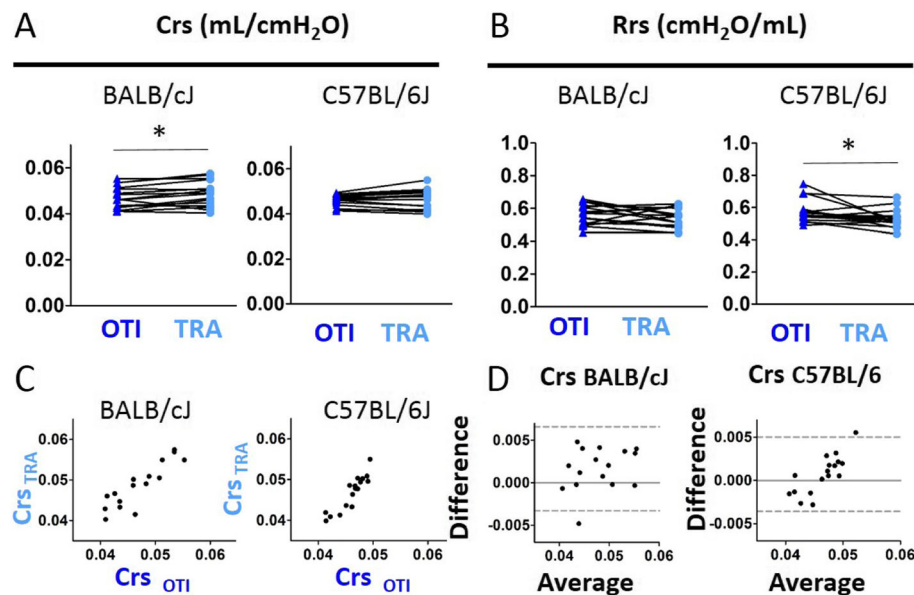 A Crs (mL/cmH₂O)
BALB/cJ C57BL/6J
*
0.06
0.04
0.02
0.00
0.06
0.04
0.02
0.00
OTI TRA OTI TRA
B Rrs (cmH₂O/mL)
BALB/cJ C57BL/6J
*
1.0
0.8
0.6
0.4
0.2
0.0
1.0
0.8
0.6
0.4
0.2
0.0
OTI TRA OTI TRA
C
BALB/cJ
Crs TRA
0.06
0.05
0.04
0.04 0.05 0.06
Crs OTI
C57BL/6J
Crs TRA
0.06
0.05
0.04
0.04 0.05 0.06
Crs OTI
D
Crs BALB/cJ
Difference
0.005
0.000
-0.005
0.04 0.05 0.06
Average
Crs C57BL/6
Difference
0.005
0.000
-0.005
0.04 0.05 0.06
Average